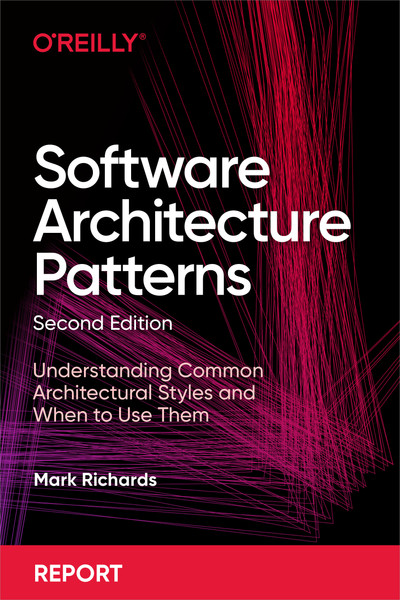 O'REILLY®
Software
Architecture
Patterns
Second Edition
Understanding Common
Architectural Styles and
When to Use Them
Mark Richards
REPORT